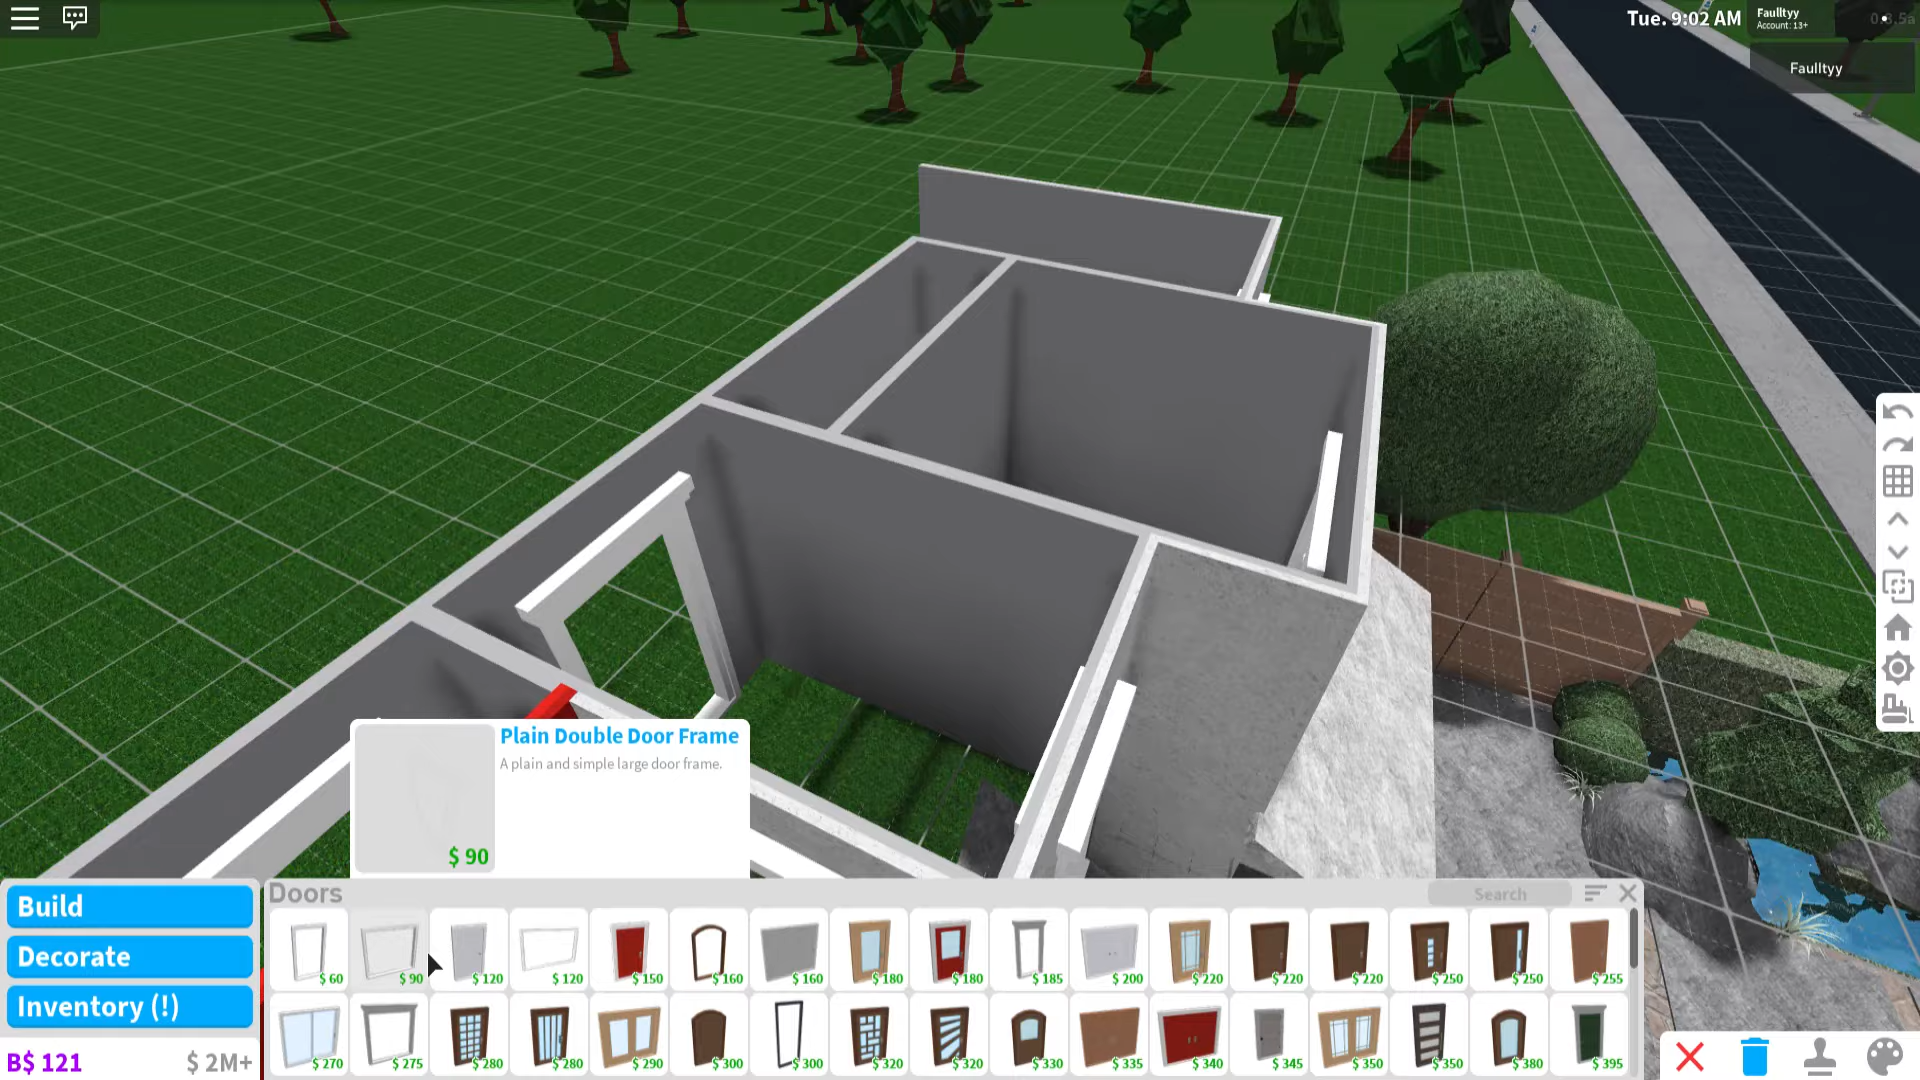 Tue. 9:02 AM
Faulltyy
Account: 13+
Faulltyy
Plain Double Door Frame
A plain and simple large door frame.
$ 90
Build
Decorate
Inventory (!)
B$ 121
$ 2M+
Doors
Search
$ 60
$ 90
$ 120
$ 120
$ 150
$ 160
$ 160
$ 180
$ 180
$ 185
$ 200
$ 220
$ 220
$ 220
$ 250
$ 250
$ 255
$ 270
$ 275
$ 280
$ 280
$ 290
$ 300
$ 300
$ 320
$ 320
$ 330
$ 335
$ 340
$ 345
$ 350
$ 350
$ 380
$ 395